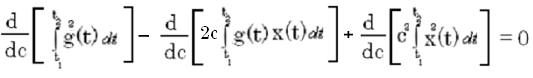 d/dc [ ∫_{t₁}^{t₂} g²(t) dt ] − d/dc [ 2c ∫_{t₁}^{t₂} g(t) x(t) dt ] + d/dc [ c² ∫_{t₁}^{t₂} x²(t) dt ] = 0